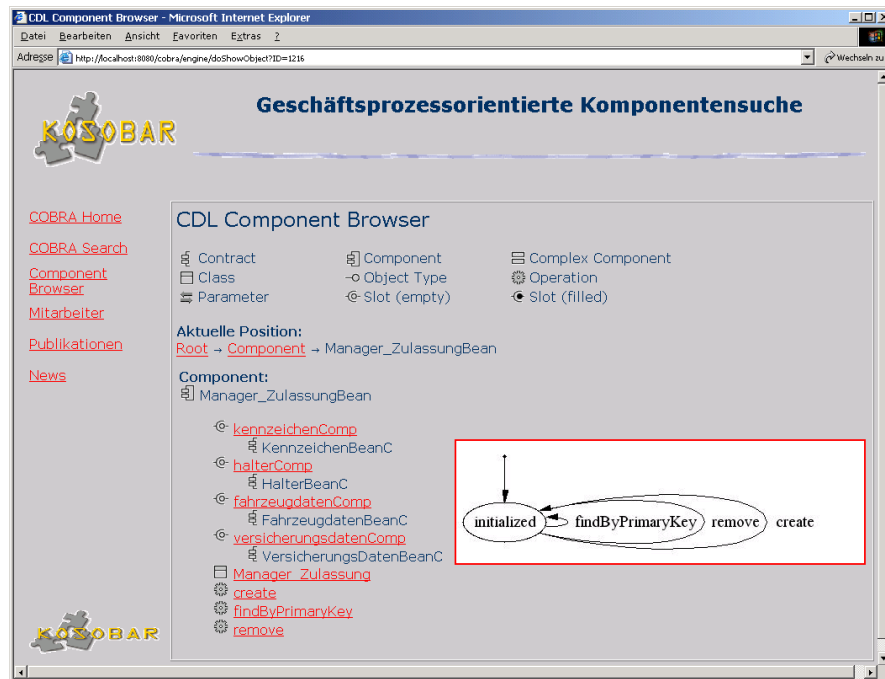 CDL Component Browser - Microsoft Internet Explorer
Datei Bearbeiten Ansicht Favoriten Extras ?
Adresse http://localhost:8080/cobra/engine/doShowObject?ID=1216 Wechseln zu
KOSOBAR
Geschäftsprozessorientierte Komponentensuche
COBRA Home
COBRA Search
Component
Browser
Mitarbeiter
Publikationen
News
CDL Component Browser
Contract Component Complex Component
Class Object Type Operation
Parameter Slot (empty) Slot (filled)
Aktuelle Position:
Root → Component → Manager_ZulassungBean
Component:
Manager_ZulassungBean
kennzeichenComp
KennzeichenBeanC
halterComp
HalterBeanC
fahrzeugdatenComp
FahrzeugdatenBeanC
versicherungsdatenComp
VersicherungsDatenBeanC
Manager_Zulassung
create
findByPrimaryKey
remove
initialized findByPrimaryKey remove create
KOSOBAR